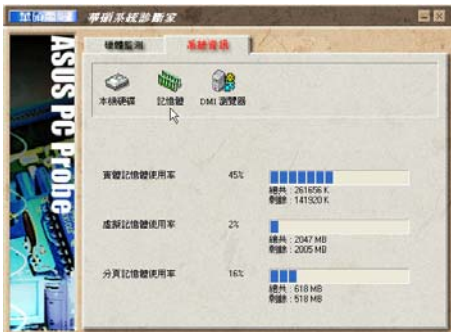 華碩系統診斷家
ASUS PC Probe
硬體監測
系統資訊
本機硬碟
記憶體
DMI 瀏覽器
實體記憶體使用率
45%
總共 : 261656 K
剩餘 : 141920 K
虛擬記憶體使用率
2%
總共 : 2047 MB
剩餘 : 2005 MB
分頁記憶體使用率
16%
總共 : 618 MB
剩餘 : 518 MB